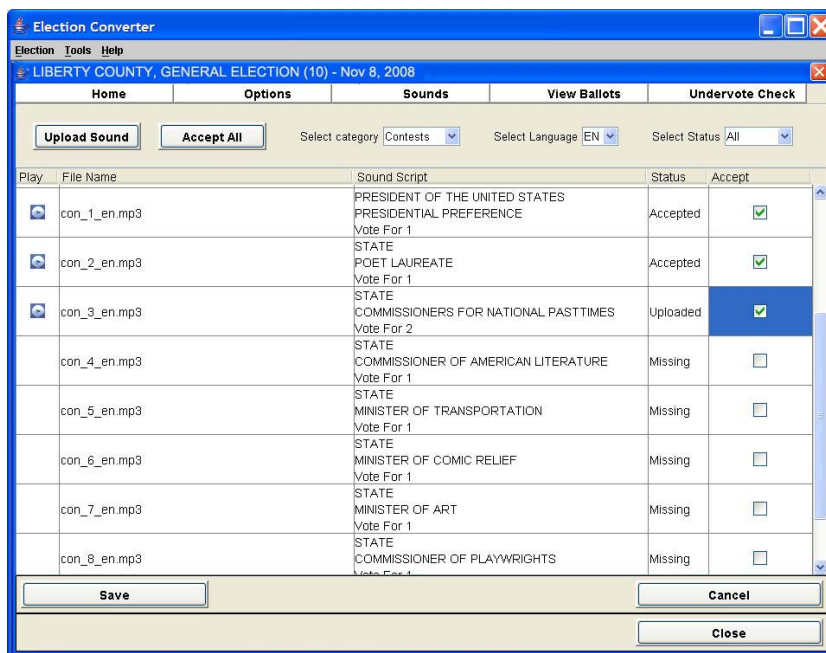 Election Converter
Election Tools Help
LIBERTY COUNTY, GENERAL ELECTION (10) - Nov 8, 2008
Home Options Sounds View Ballots Undervote Check
Upload Sound Accept All Select category Contests Select Language EN Select Status All
Play File Name Sound Script Status Accept
PRESIDENT OF THE UNITED STATES
con_1_en.mp3 PRESIDENTIAL PREFERENCE Accepted
Vote For 1
STATE
con_2_en.mp3 POET LAUREATE Accepted
Vote For 1
STATE
con_3_en.mp3 COMMISSIONERS FOR NATIONAL PASTTIMES Uploaded
Vote For 2
STATE
con_4_en.mp3 COMMISSIONER OF AMERICAN LITERATURE Missing
Vote For 1
STATE
con_5_en.mp3 MINISTER OF TRANSPORTATION Missing
Vote For 1
STATE
con_6_en.mp3 MINISTER OF COMIC RELIEF Missing
Vote For 1
STATE
con_7_en.mp3 MINISTER OF ART Missing
Vote For 1
STATE
con_8_en.mp3 COMMISSIONER OF PLAYWRIGHTS Missing
Vote For 1
Save Cancel
Close